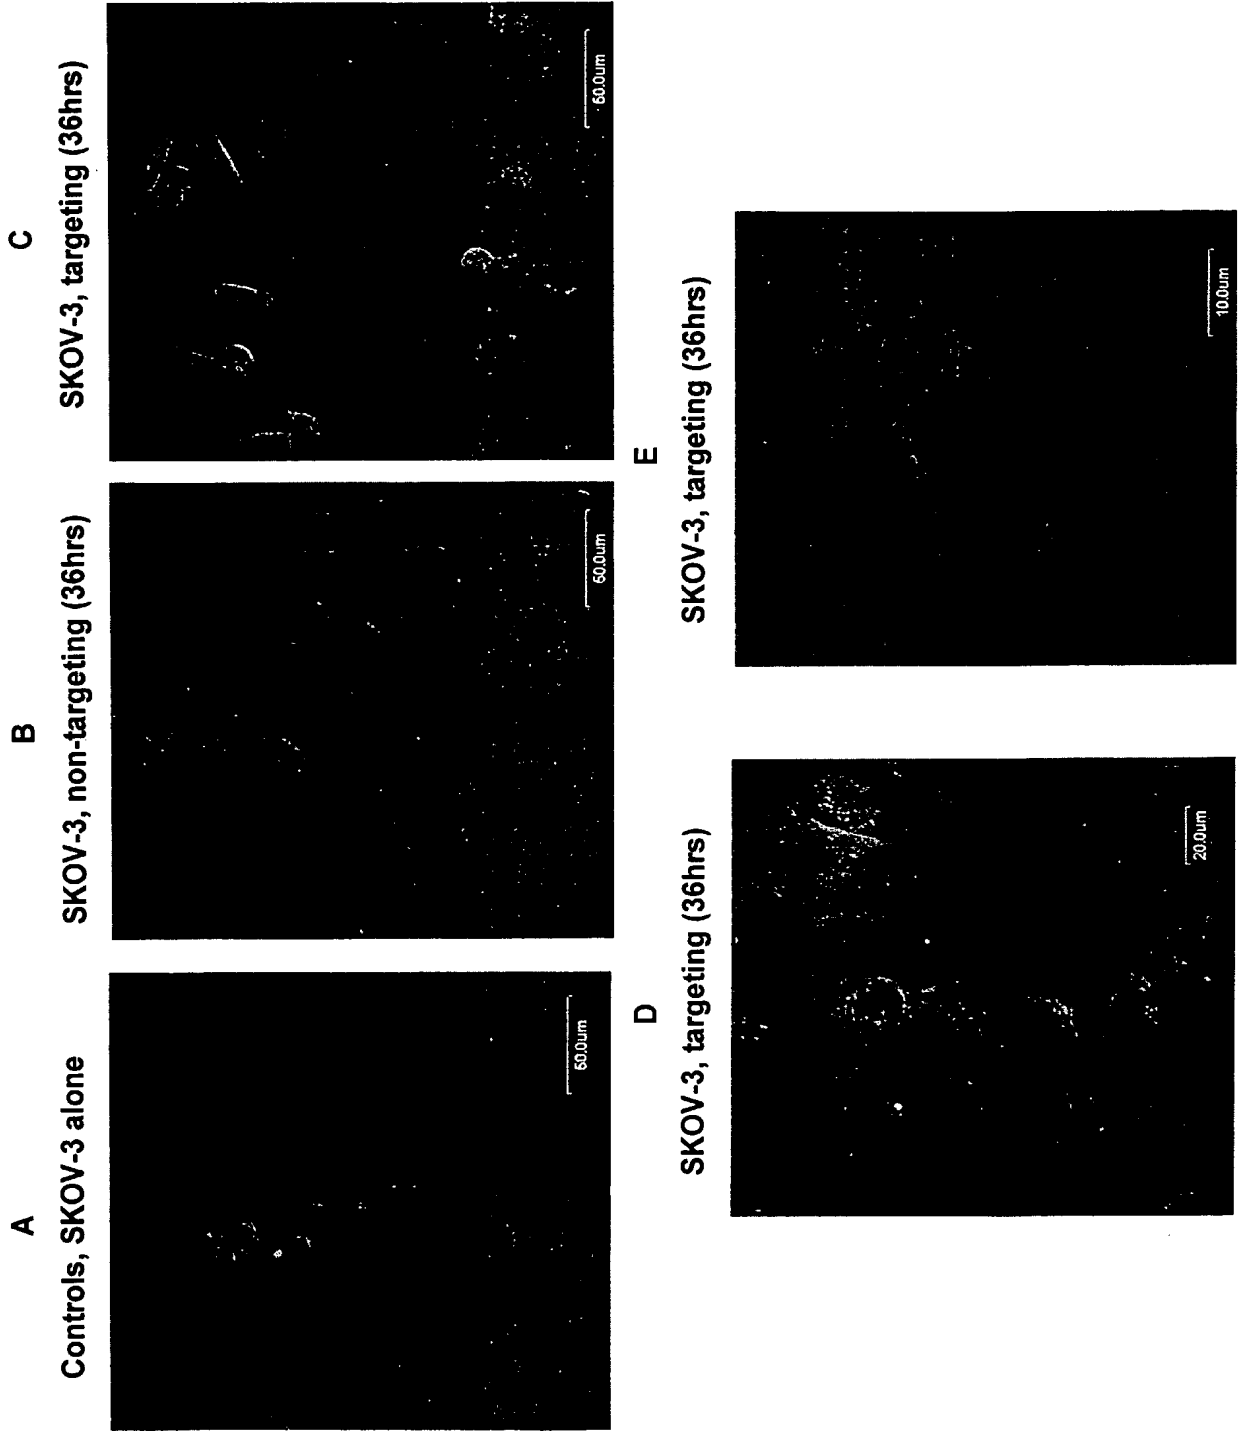 A
Controls, SKOV-3 alone
60.0um
B
SKOV-3, non-targeting (36hrs)
60.0um
C
SKOV-3, targeting (36hrs)
60.0um
D
SKOV-3, targeting (36hrs)
20.0um
E
SKOV-3, targeting (36hrs)
10.0um